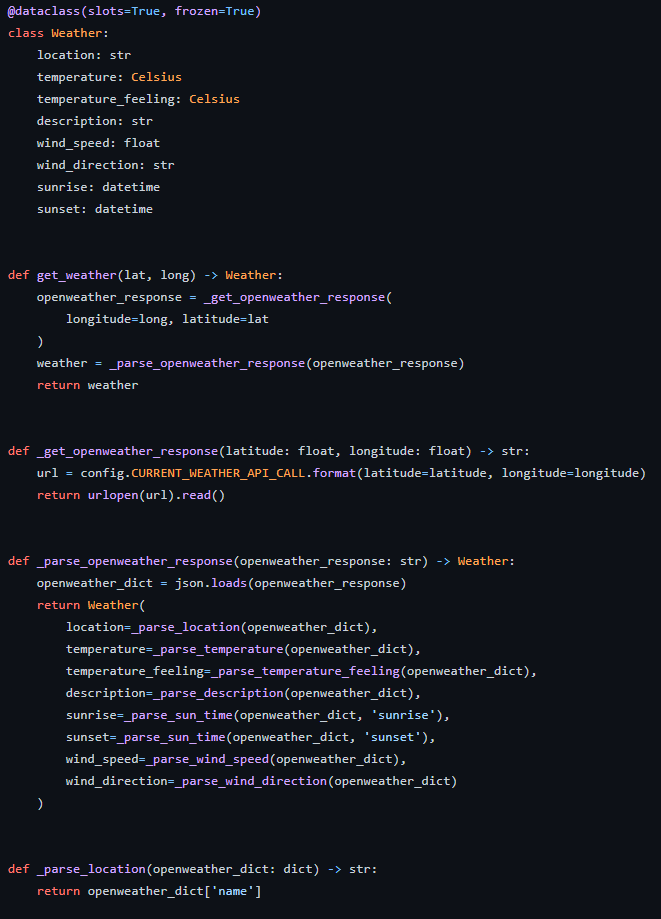 @dataclass(slots=True, frozen=True)
class Weather:
    location: str
    temperature: Celsius
    temperature_feeling: Celsius
    description: str
    wind_speed: float
    wind_direction: str
    sunrise: datetime
    sunset: datetime


def get_weather(lat, long) -> Weather:
    openweather_response = _get_openweather_response(
        longitude=long, latitude=lat
    )
    weather = _parse_openweather_response(openweather_response)
    return weather


def _get_openweather_response(latitude: float, longitude: float) -> str:
    url = config.CURRENT_WEATHER_API_CALL.format(latitude=latitude, longitude=longitude)
    return urlopen(url).read()


def _parse_openweather_response(openweather_response: str) -> Weather:
    openweather_dict = json.loads(openweather_response)
    return Weather(
        location=_parse_location(openweather_dict),
        temperature=_parse_temperature(openweather_dict),
        temperature_feeling=_parse_temperature_feeling(openweather_dict),
        description=_parse_description(openweather_dict),
        sunrise=_parse_sun_time(openweather_dict, 'sunrise'),
        sunset=_parse_sun_time(openweather_dict, 'sunset'),
        wind_speed=_parse_wind_speed(openweather_dict),
        wind_direction=_parse_wind_direction(openweather_dict)
    )


def _parse_location(openweather_dict: dict) -> str:
    return openweather_dict['name']